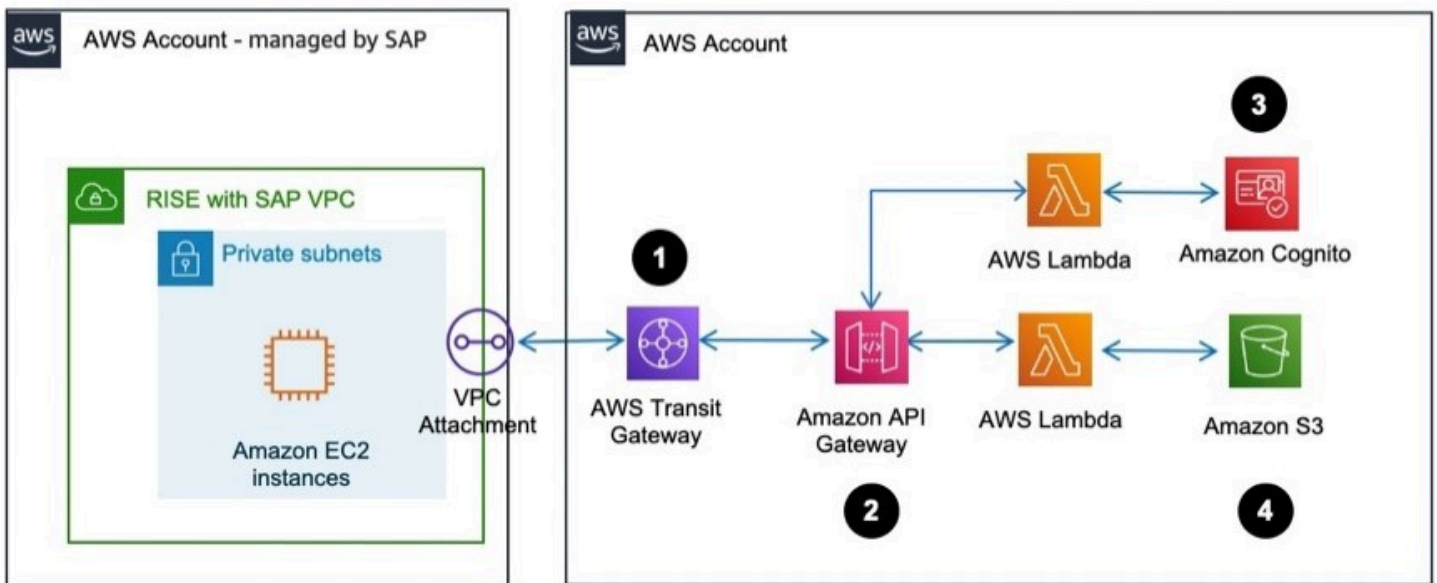 aws
AWS Account - managed by SAP
RISE with SAP VPC
Private subnets
Amazon EC2
instances
VPC
Attachment
aws
AWS Account
1
AWS Transit
Gateway
</>
Amazon API
Gateway
2
AWS Lambda
3
Amazon Cognito
AWS Lambda
Amazon S3
4